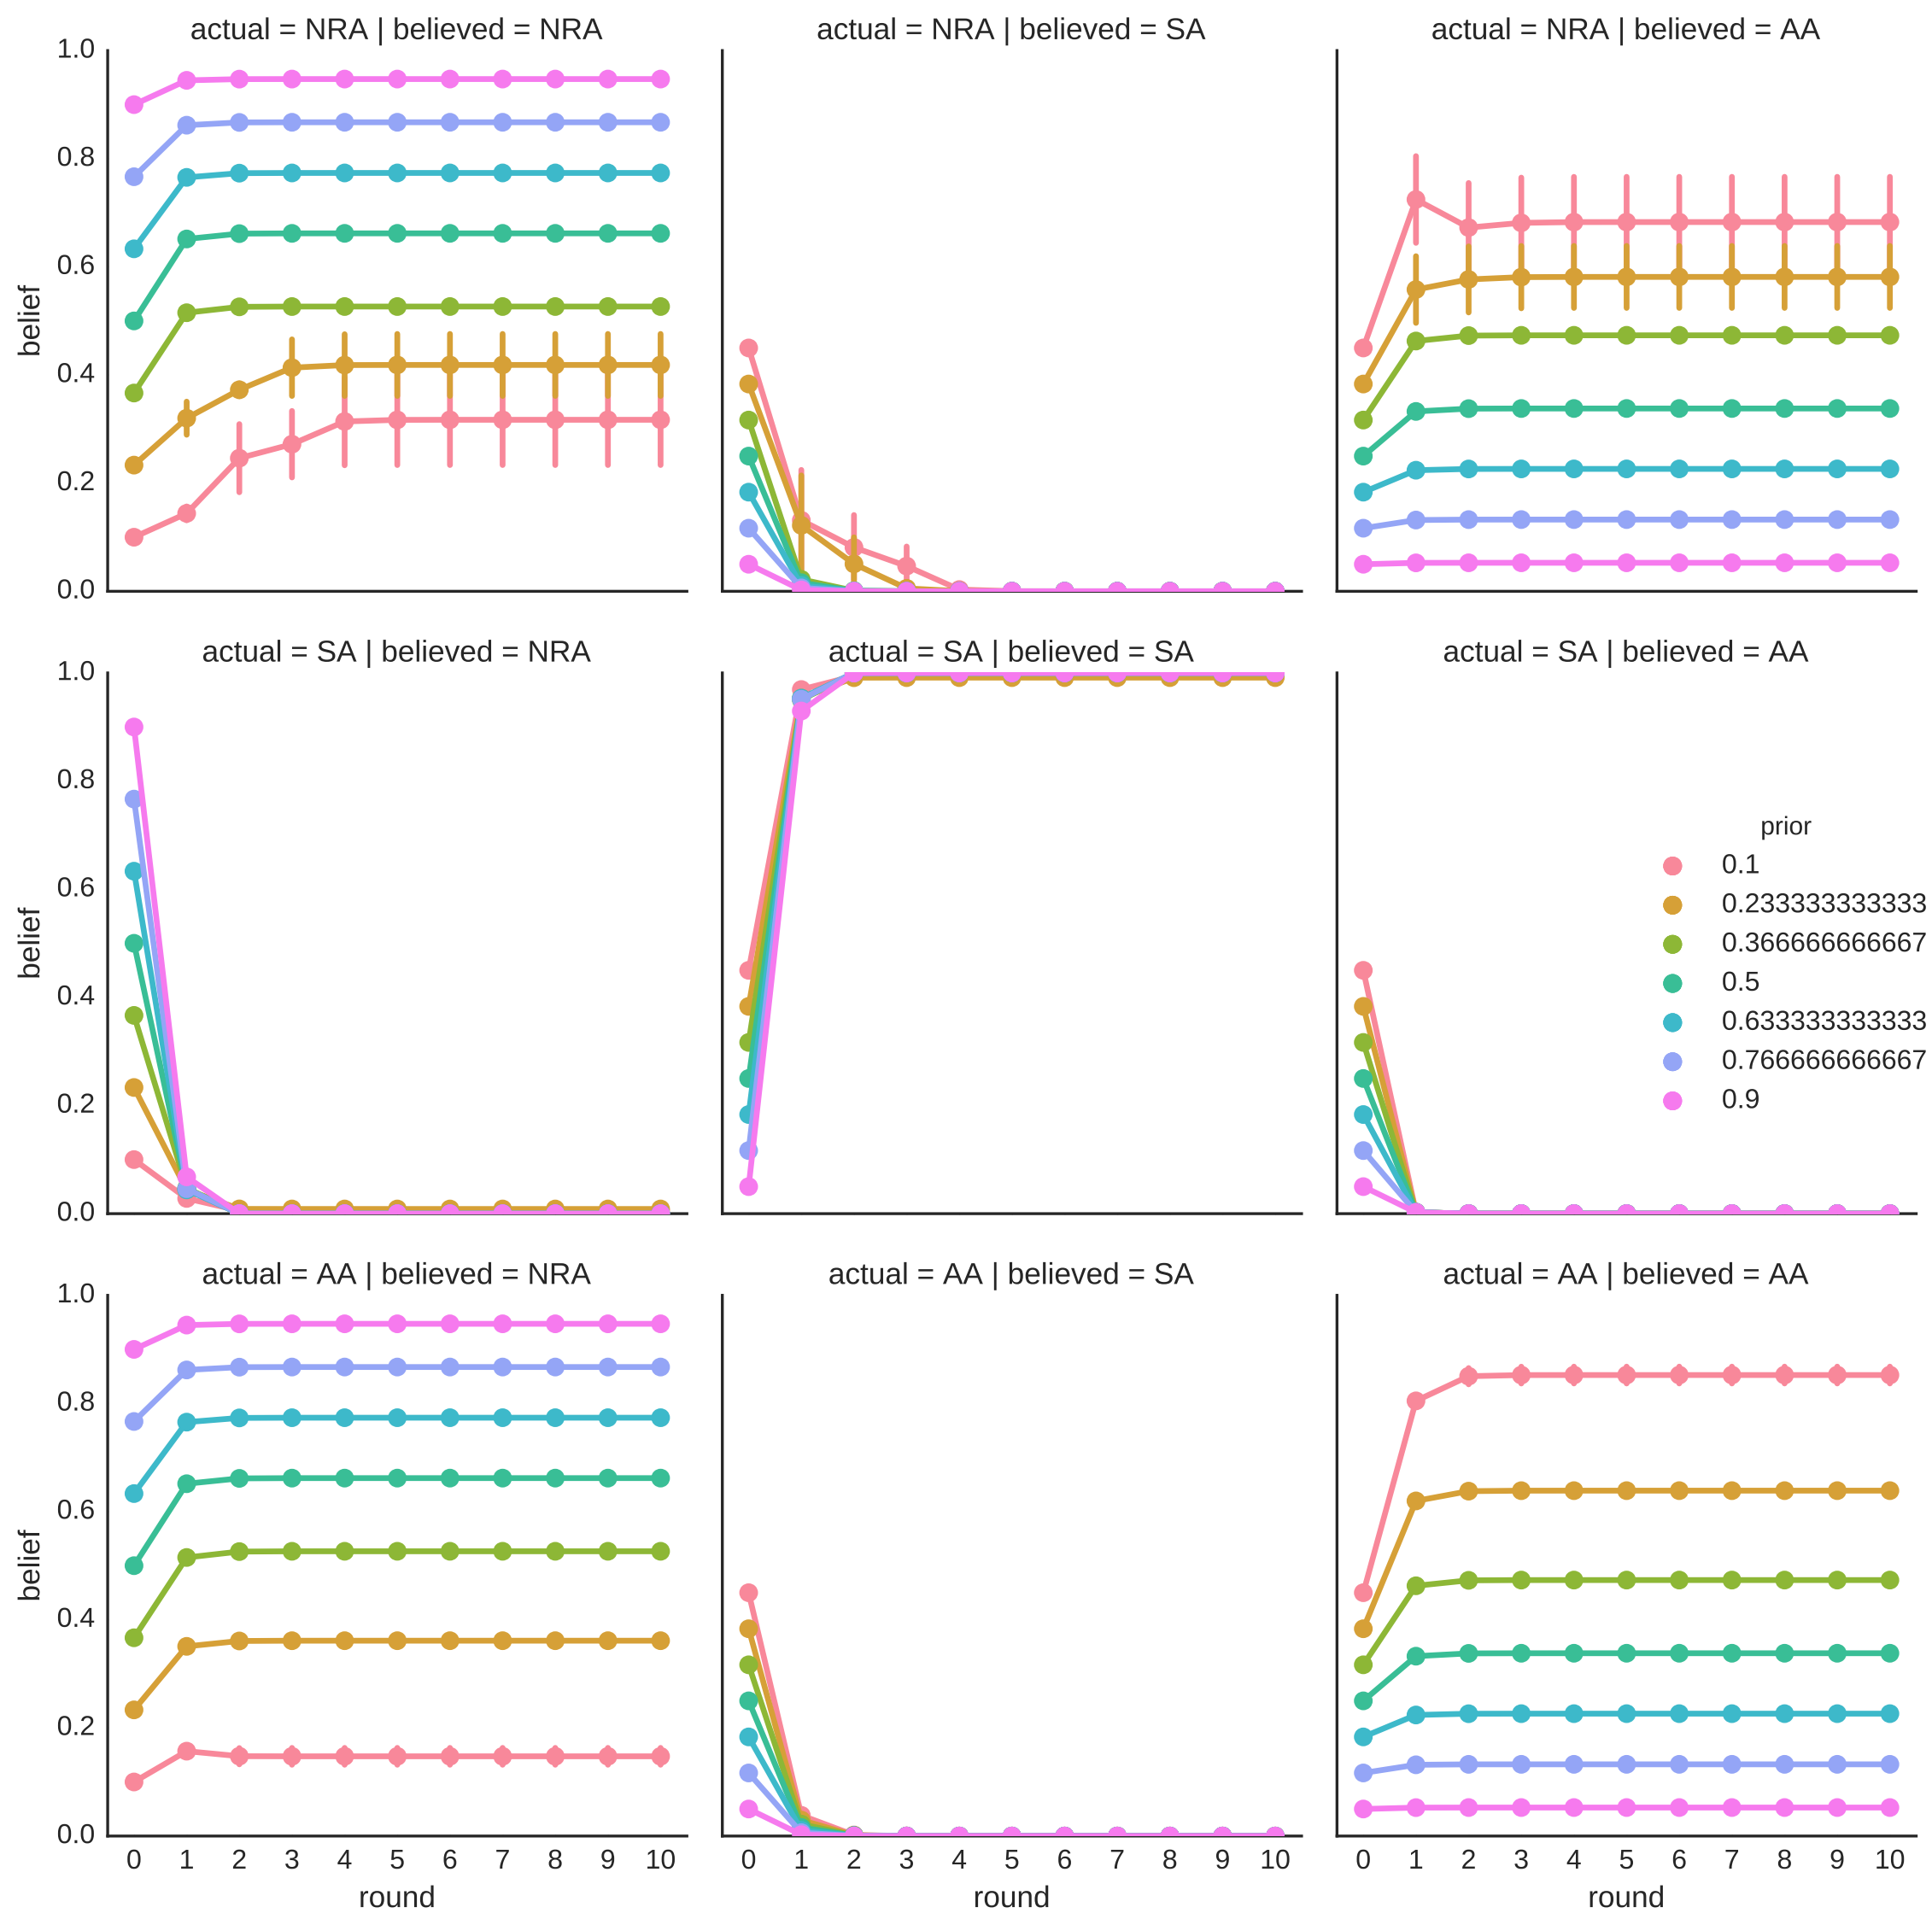 actual = NRA | believed = NRA
actual = NRA | believed = SA
actual = NRA | believed = AA
1.0
0.8
0.6
0.4
0.2
0.0
belief
actual = SA | believed = NRA
actual = SA | believed = SA
actual = SA | believed = AA
1.0
0.8
0.6
0.4
0.2
0.0
belief
prior
0.1
0.233333333333
0.366666666667
0.5
0.633333333333
0.766666666667
0.9
actual = AA | believed = NRA
actual = AA | believed = SA
actual = AA | believed = AA
1.0
0.8
0.6
0.4
0.2
0.0
belief
0 1 2 3 4 5 6 7 8 9 10
0 1 2 3 4 5 6 7 8 9 10
0 1 2 3 4 5 6 7 8 9 10
round
round
round